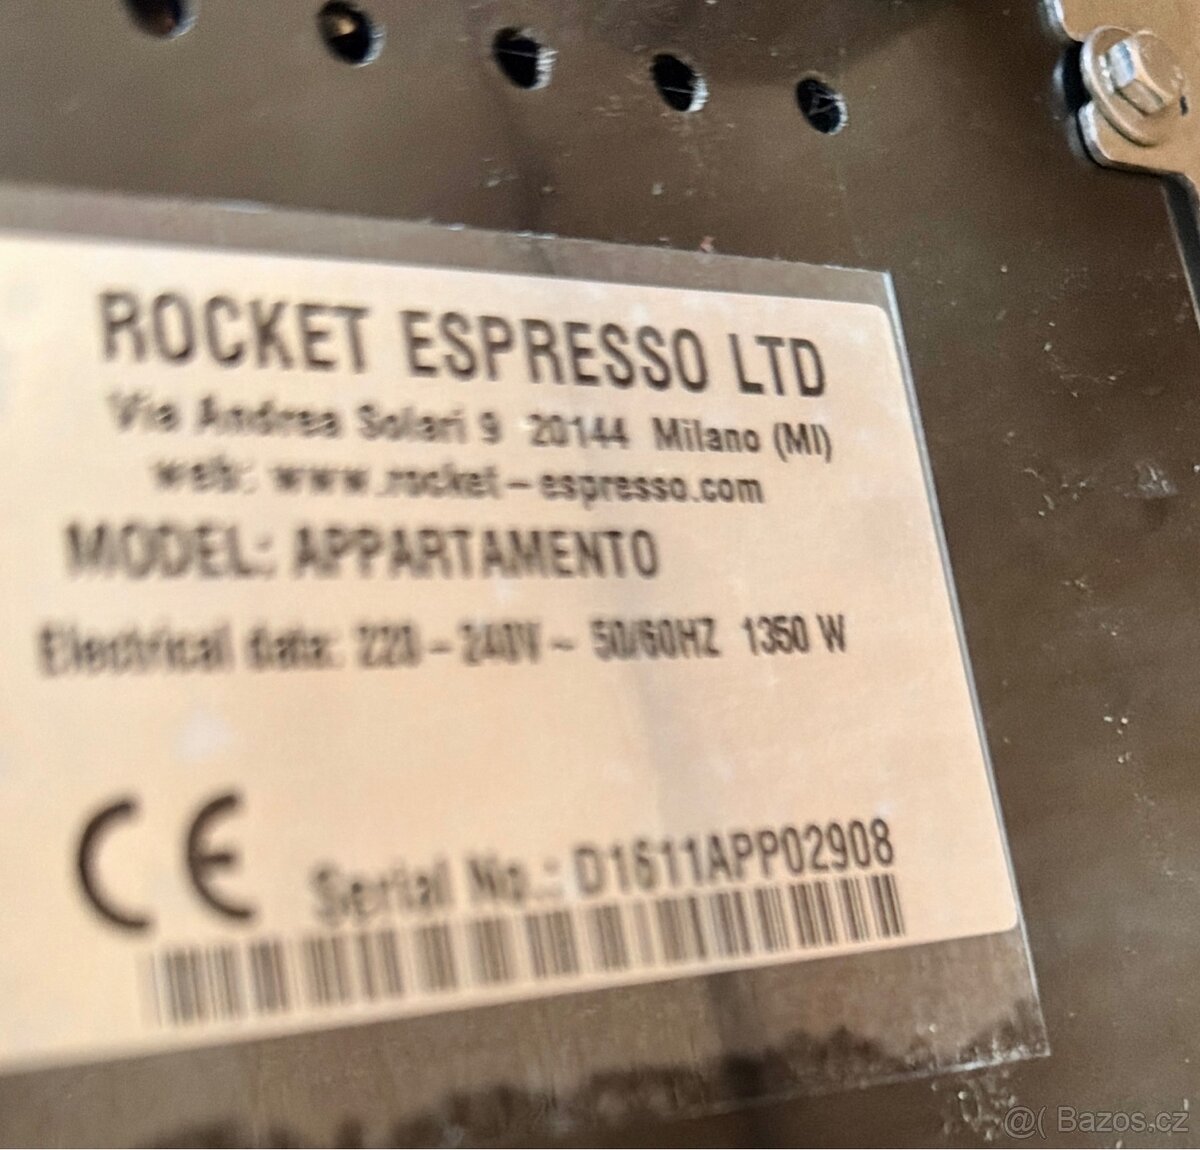 ROCKET ESPRESSO LTD
Via Andrea Solari 9 20144 Milano (MI)
web: www.rocket-espresso.com
MODEL: APPARTAMENTO
Electrical data: 220-240V~ 50/60HZ 1350 W
CE
Serial No.: D1611APP02908
@( Bazos.cz